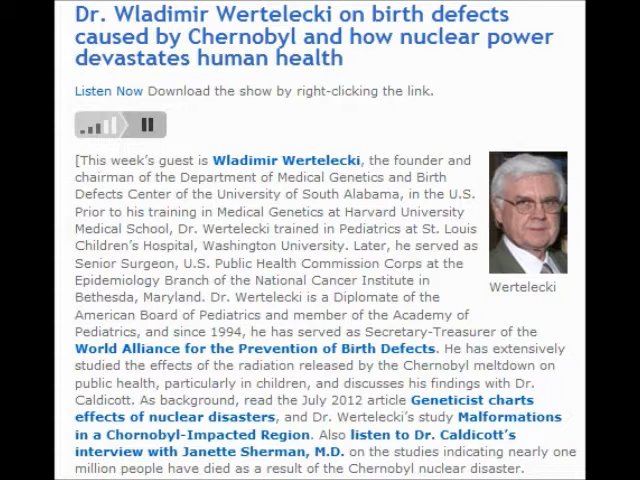 Dr. Wladimir Wertelecki on birth defects
caused by Chernobyl and how nuclear power
devastates human health
Listen Now Download the show by right-clicking the link.
[This week's guest is Wladimir Wertelecki, the founder and
chairman of the Department of Medical Genetics and Birth
Defects Center of the University of South Alabama, in the U.S.
Prior to his training in Medical Genetics at Harvard University
Medical School, Dr. Wertelecki trained in Pediatrics at St. Louis
Children's Hospital, Washington University. Later, he served as
Senior Surgeon, U.S. Public Health Commission Corps at the
Epidemiology Branch of the National Cancer Institute in
Bethesda, Maryland. Dr. Wertelecki is a Diplomate of the
American Board of Pediatrics and member of the Academy of
Pediatrics, and since 1994, he has served as Secretary-Treasurer of the
World Alliance for the Prevention of Birth Defects. He has extensively
studied the effects of the radiation released by the Chernobyl meltdown on
public health, particularly in children, and discusses his findings with Dr.
Caldicott. As background, read the July 2012 article Geneticist charts
effects of nuclear disasters, and Dr. Wertelecki's study Malformations
in a Chornobyl-Impacted Region. Also listen to Dr. Caldicott's
interview with Janette Sherman, M.D. on the studies indicating nearly one
million people have died as a result of the Chernobyl nuclear disaster.
Wertelecki